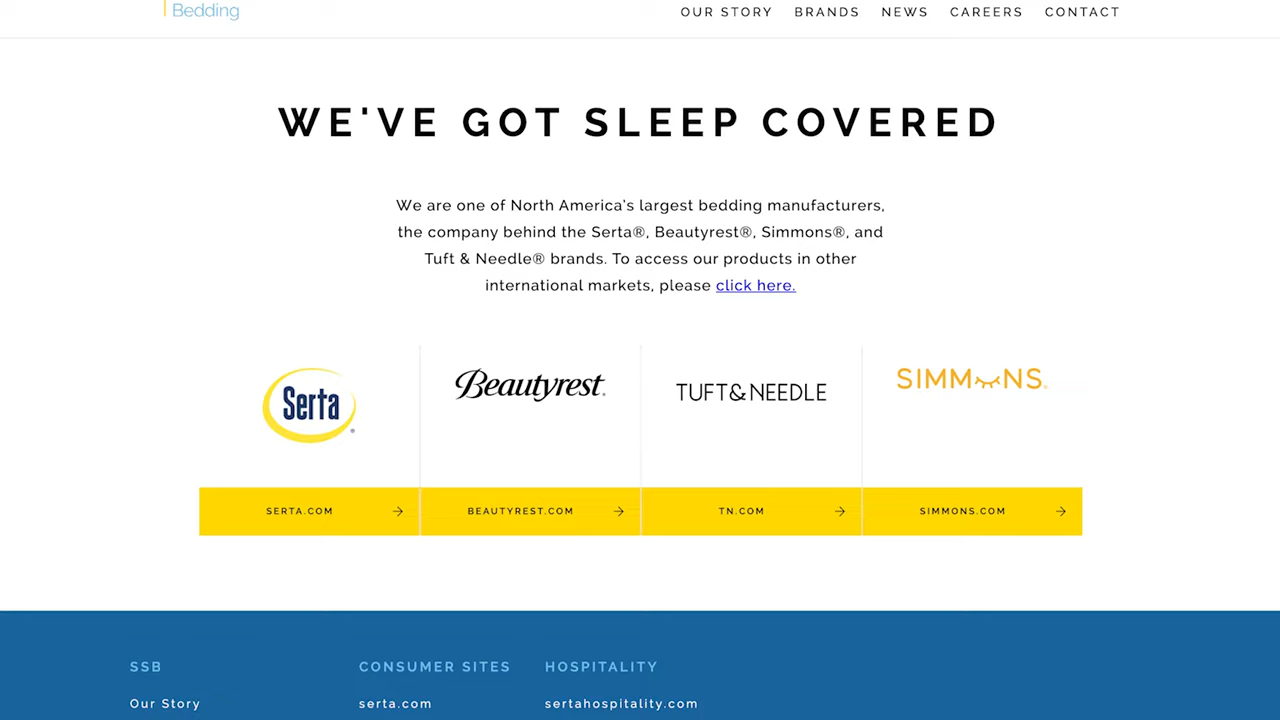 Bedding
OUR STORY BRANDS NEWS CAREERS CONTACT
WE'VE GOT SLEEP COVERED
We are one of North America's largest bedding manufacturers,
the company behind the Serta®, Beautyrest®, Simmons®, and
Tuft & Needle® brands. To access our products in other
international markets, please click here.
Serta®
Beautyrest®
TUFT&NEEDLE
SIMMONS®
SERTA.COM → BEAUTYREST.COM → TN.COM → SIMMONS.COM →
SSB CONSUMER SITES HOSPITALITY
Our Story serta.com sertahospitality.com